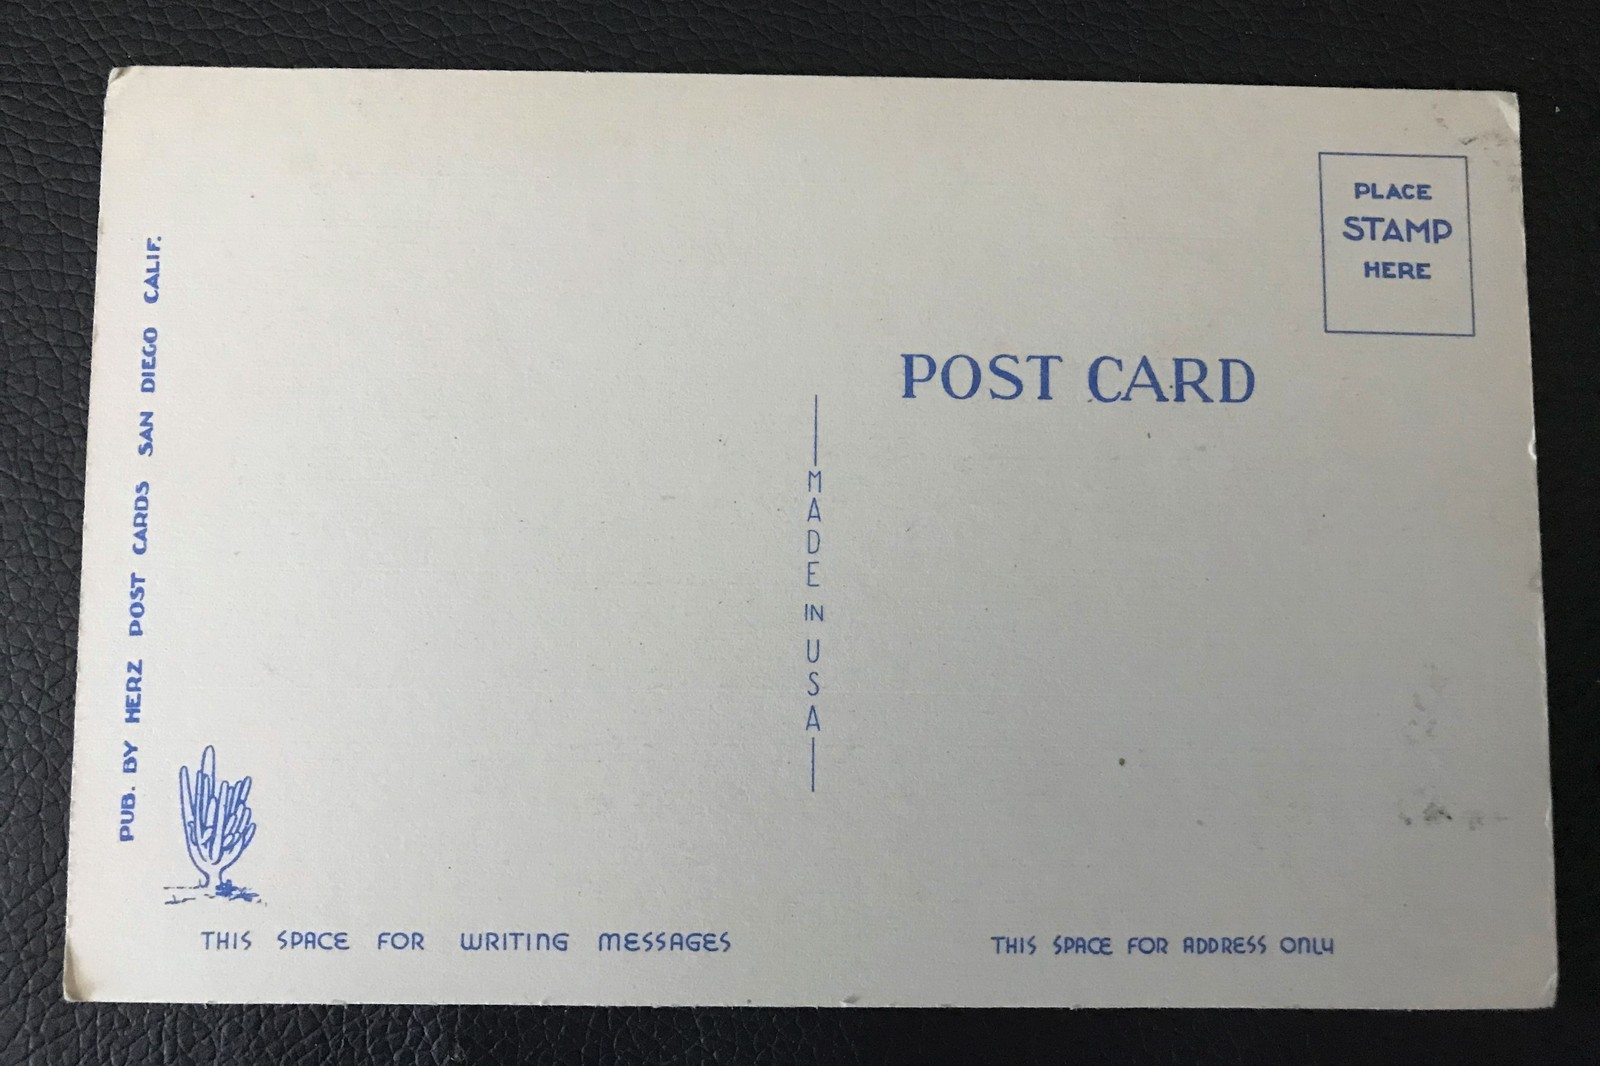 PLACE
STAMP
HERE
POST CARD
PUB. BY HERZ POST CARDS SAN DIEGO CALIF.
MADE IN USA
THIS SPACE FOR WRITING MESSAGES
THIS SPACE FOR ADDRESS ONLY